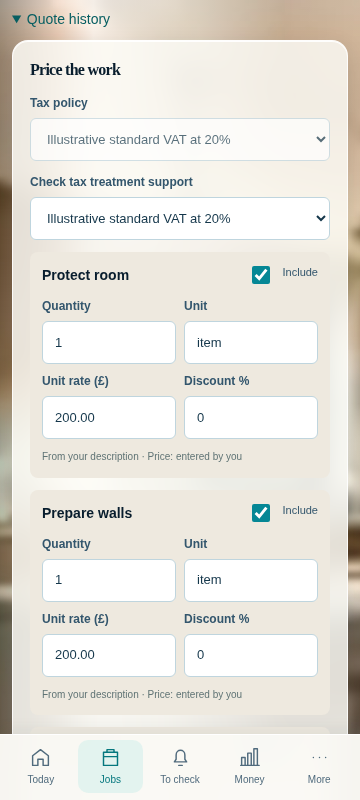 ▼ Quote history
Price the work
Tax policy
Illustrative standard VAT at 20%
Check tax treatment support
Illustrative standard VAT at 20%
Protect room
Include
Quantity
Unit
1
item
Unit rate (£)
Discount %
200.00
0
From your description · Price: entered by you
Prepare walls
Include
Quantity
Unit
1
item
Unit rate (£)
Discount %
200.00
0
From your description · Price: entered by you
Today
Jobs
To check
Money
More